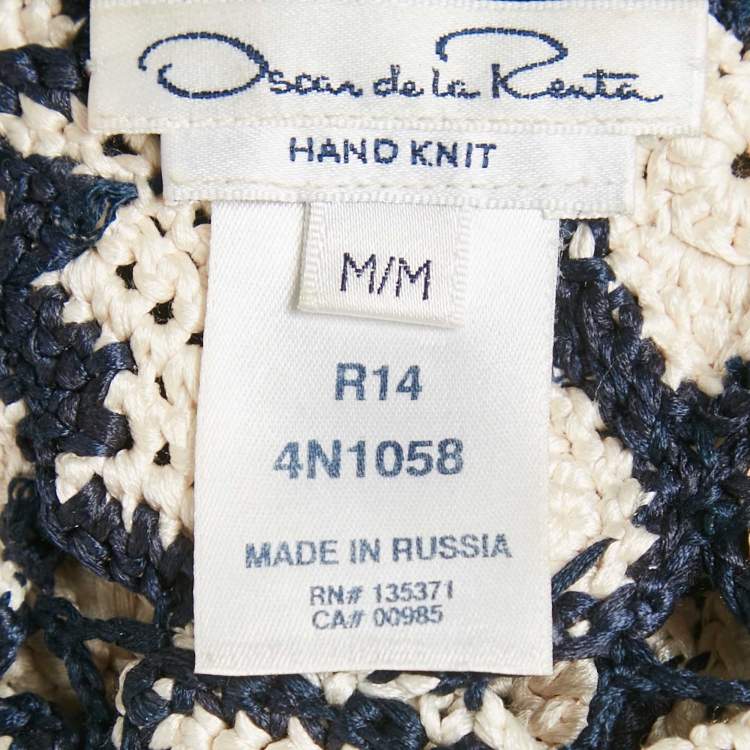 Oscar de la Renta
HAND KNIT
M/M
R14
4N1058
MADE IN RUSSIA
RN# 135371
CA# 00985